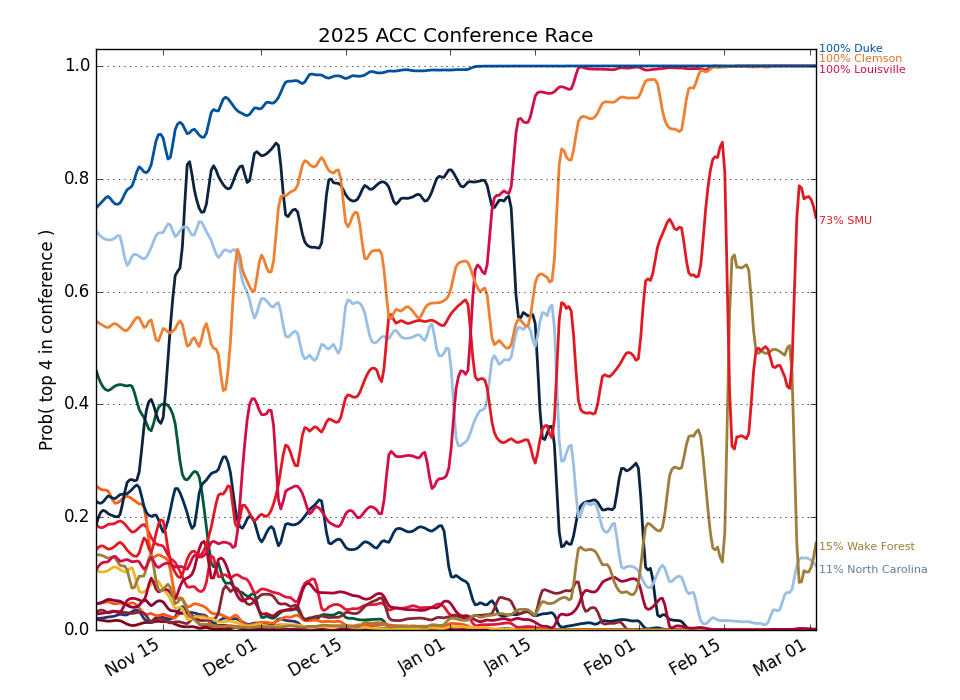 2025 ACC Conference Race
Prob( top 4 in conference )
1.0
0.8
0.6
0.4
0.2
0.0
Nov 15
Dec 01
Dec 15
Jan 01
Jan 15
Feb 01
Feb 15
Mar 01
100% Duke
100% Clemson
100% Louisville
73% SMU
15% Wake Forest
11% North Carolina